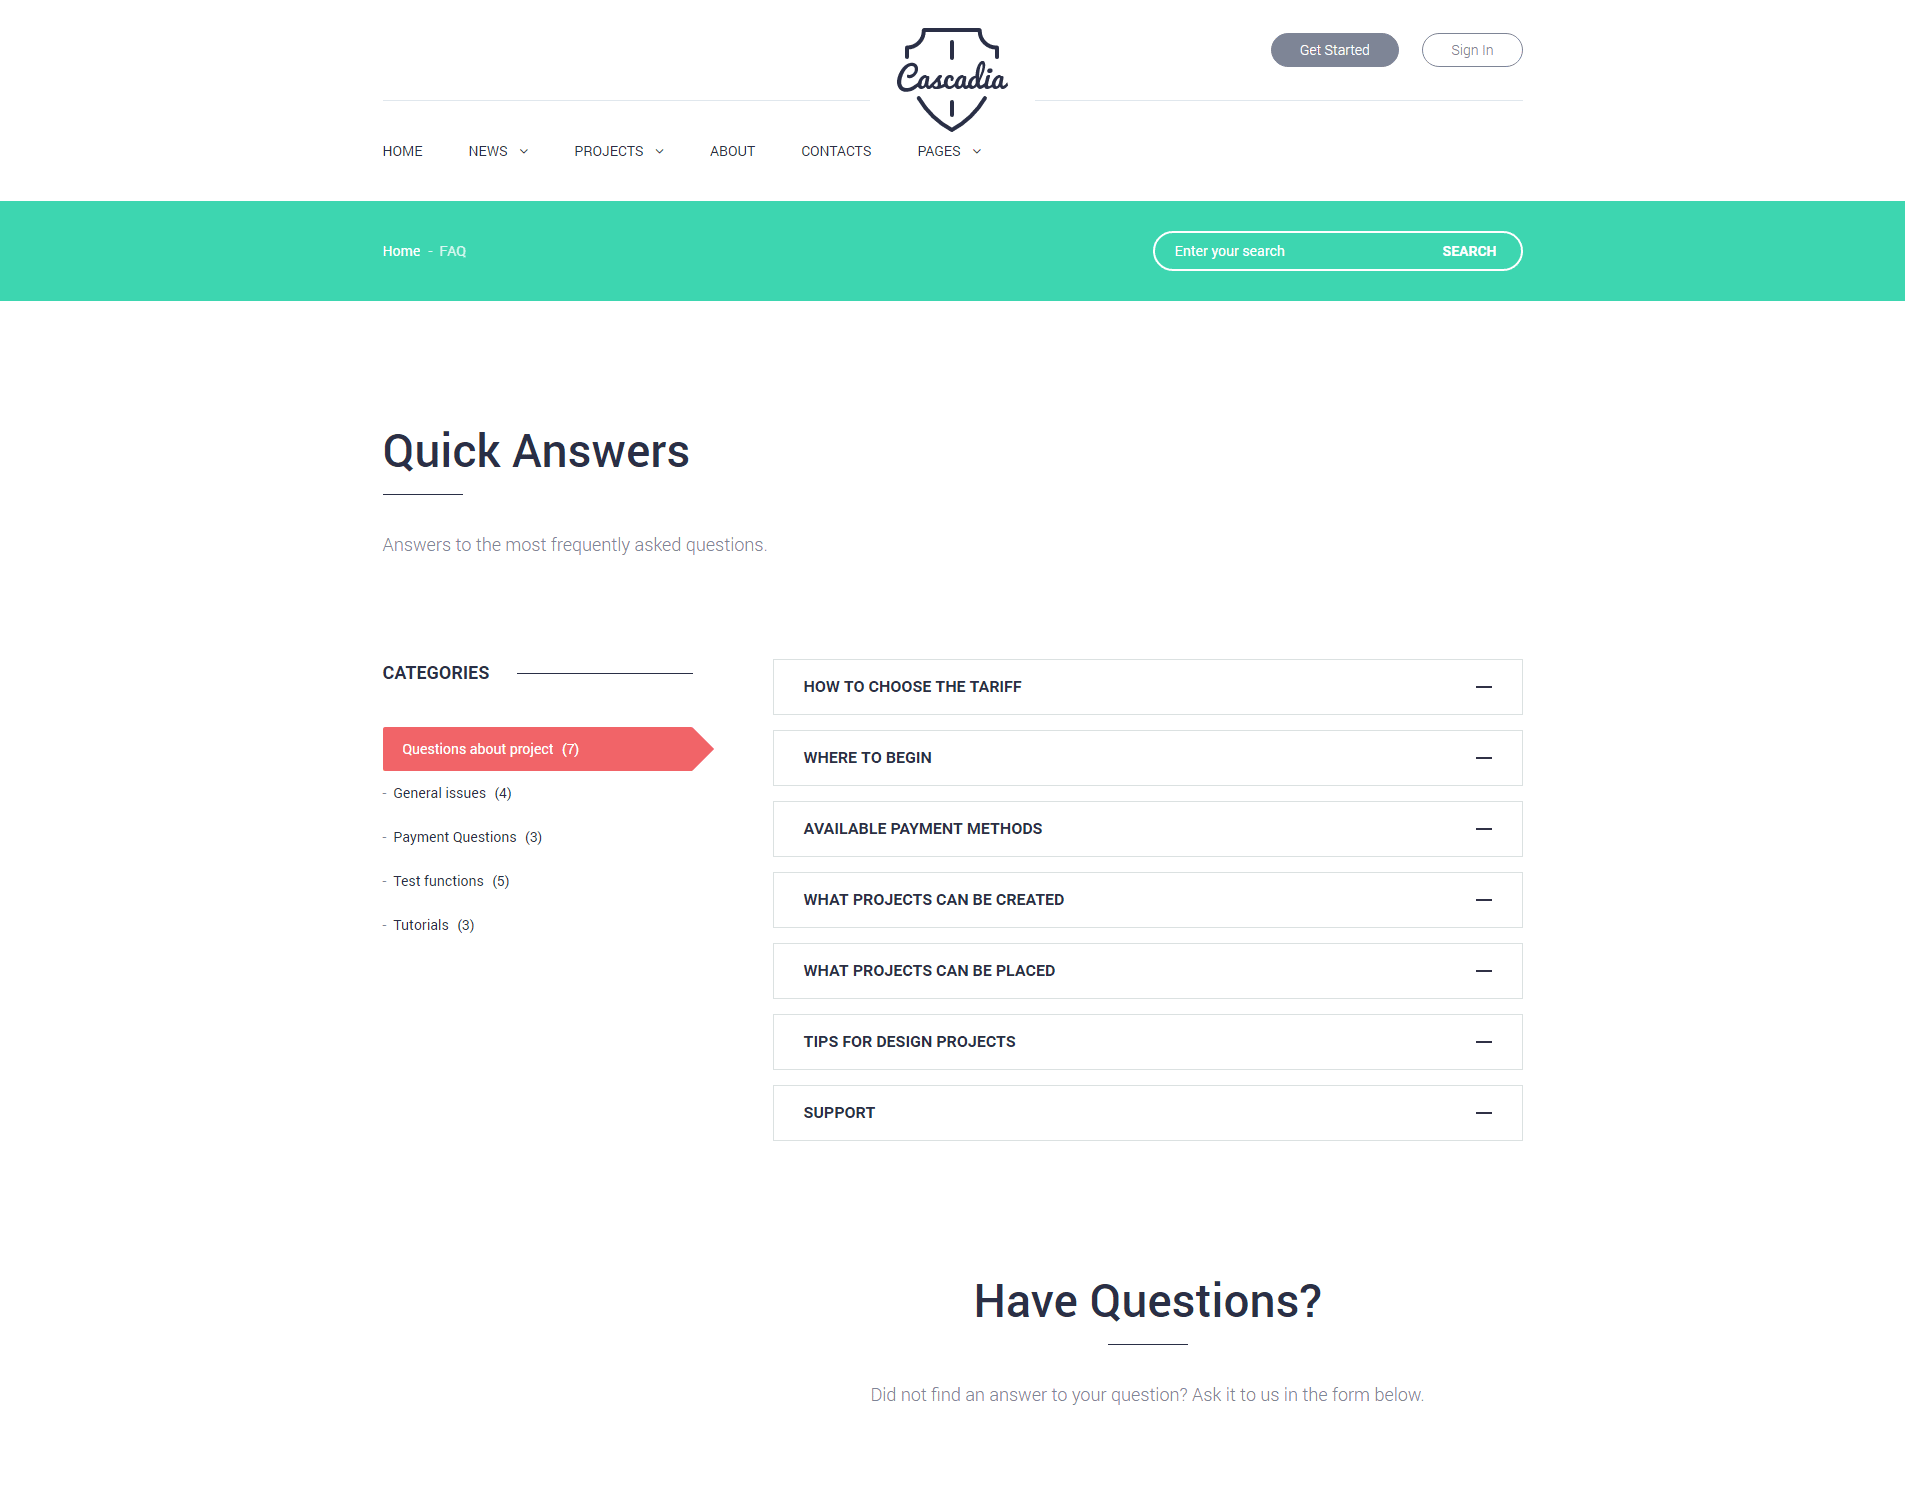 Cascadia
Get Started
Sign In
HOME NEWS PROJECTS ABOUT CONTACTS PAGES
Home - FAQ
Enter your search SEARCH
Quick Answers
Answers to the most frequently asked questions.
CATEGORIES
Questions about project (7)
- General issues (4)
- Payment Questions (3)
- Test functions (5)
- Tutorials (3)
HOW TO CHOOSE THE TARIFF
WHERE TO BEGIN
AVAILABLE PAYMENT METHODS
WHAT PROJECTS CAN BE CREATED
WHAT PROJECTS CAN BE PLACED
TIPS FOR DESIGN PROJECTS
SUPPORT
Have Questions?
Did not find an answer to your question? Ask it to us in the form below.